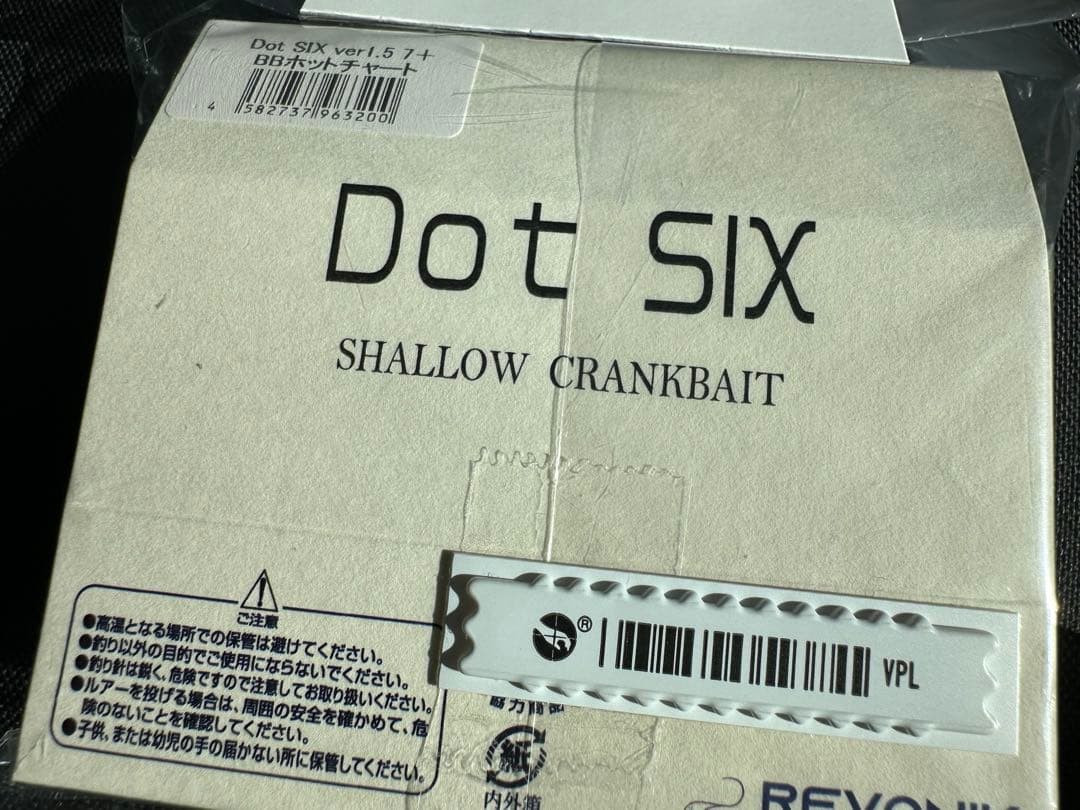 Dot SIX ver1.5 7+
BBホットチャート
4 582737 963200
Dot SIX
SHALLOW CRANKBAIT
ご注意
●高温となる場所での保管は避けてください。
●釣り以外の目的でご使用にならないでください。
●釣り針は鋭く、危険ですので注意してお取り扱いください。
●ルアーを投げる場合は、周囲の安全を確かめて、危
険のないことを確認してください。
●子供、または幼児の手の届かない所に保管してください。
® VPL
紙
内外箱